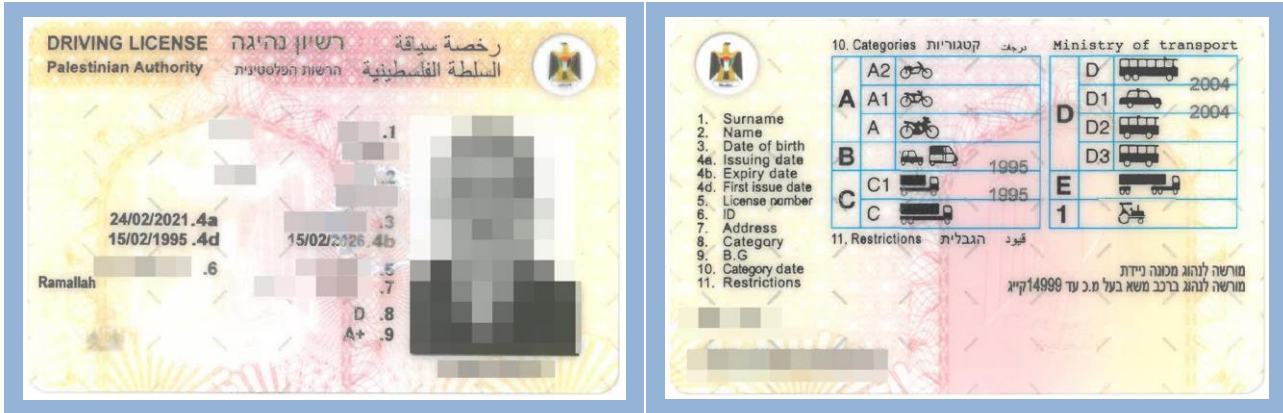 DRIVING LICENSE רשיון נהיגה رخصة سياقة
Palestinian Authority הרשות הפלסטינית السلطة الفلسطينية
.1
.2
.3
24/02/2021 .4a
15/02/1995 .4d 15/02/2026 .4b
.6 .5
Ramallah .7
D .8
A+ .9
10. Categories קטגוריות درجات Ministry of transport
A A2
A1
A
B 1995
C C1 1995
C
D D 2004
D1 2004
D2
D3
E
1
1. Surname
2. Name
3. Date of birth
4a. Issuing date
4b. Expiry date
4d. First issue date
5. License nomber
6. ID
7. Address
8. Category
9. B.G
10. Category date
11. Restrictions
11. Restrictions הגבלית قيود
מורשה לנהוג מכונה ניידת
מורשה לנהוג ברכב משא בעל מ.כ עד 14999קייג